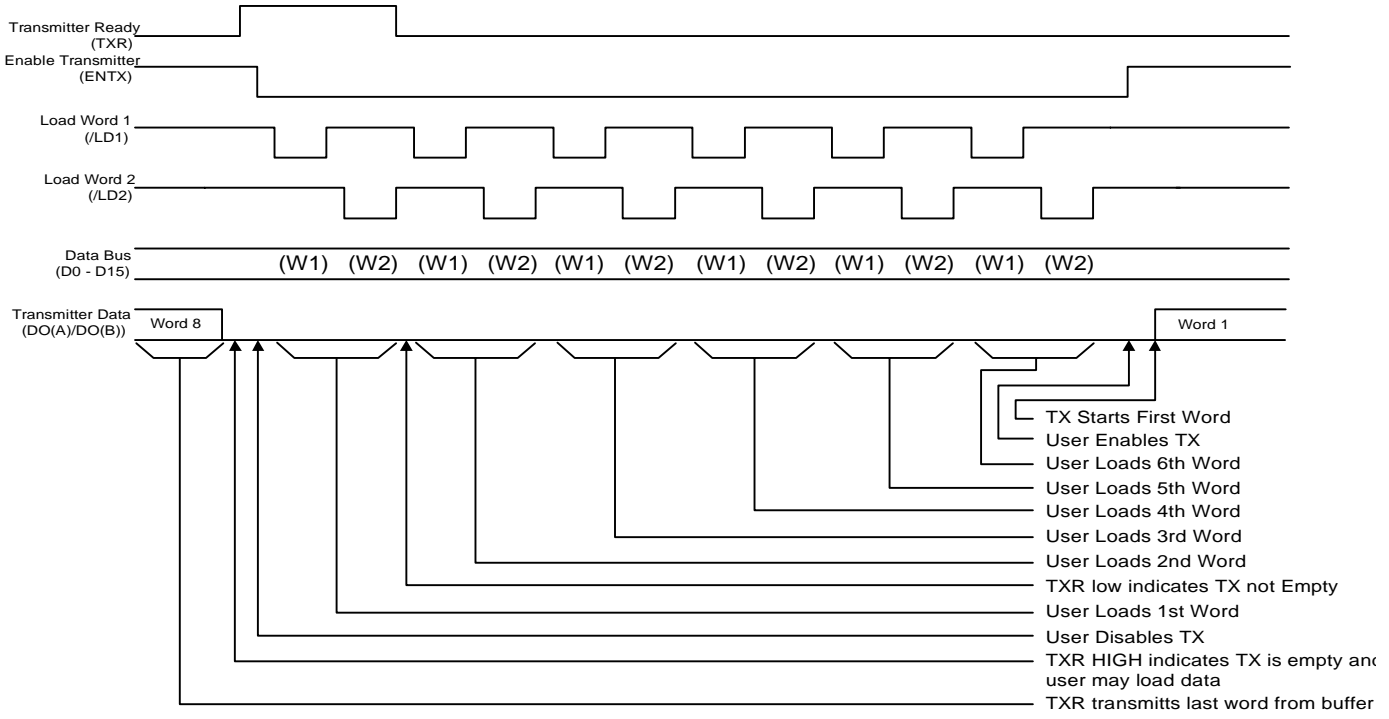 Transmitter Ready
(TXR)
Enable Transmitter
(ENTX)
Load Word 1
(/LD1)
Load Word 2
(/LD2)
Data Bus
(D0 - D15)
(W1) (W2) (W1) (W2) (W1) (W2) (W1) (W2) (W1) (W2) (W1) (W2)
Transmitter Data
(DO(A)/DO(B))
Word 8
Word 1
TX Starts First Word
User Enables TX
User Loads 6th Word
User Loads 5th Word
User Loads 4th Word
User Loads 3rd Word
User Loads 2nd Word
TXR low indicates TX not Empty
User Loads 1st Word
User Disables TX
TXR HIGH indicates TX is empty and
user may load data
TXR transmitts last word from buffer